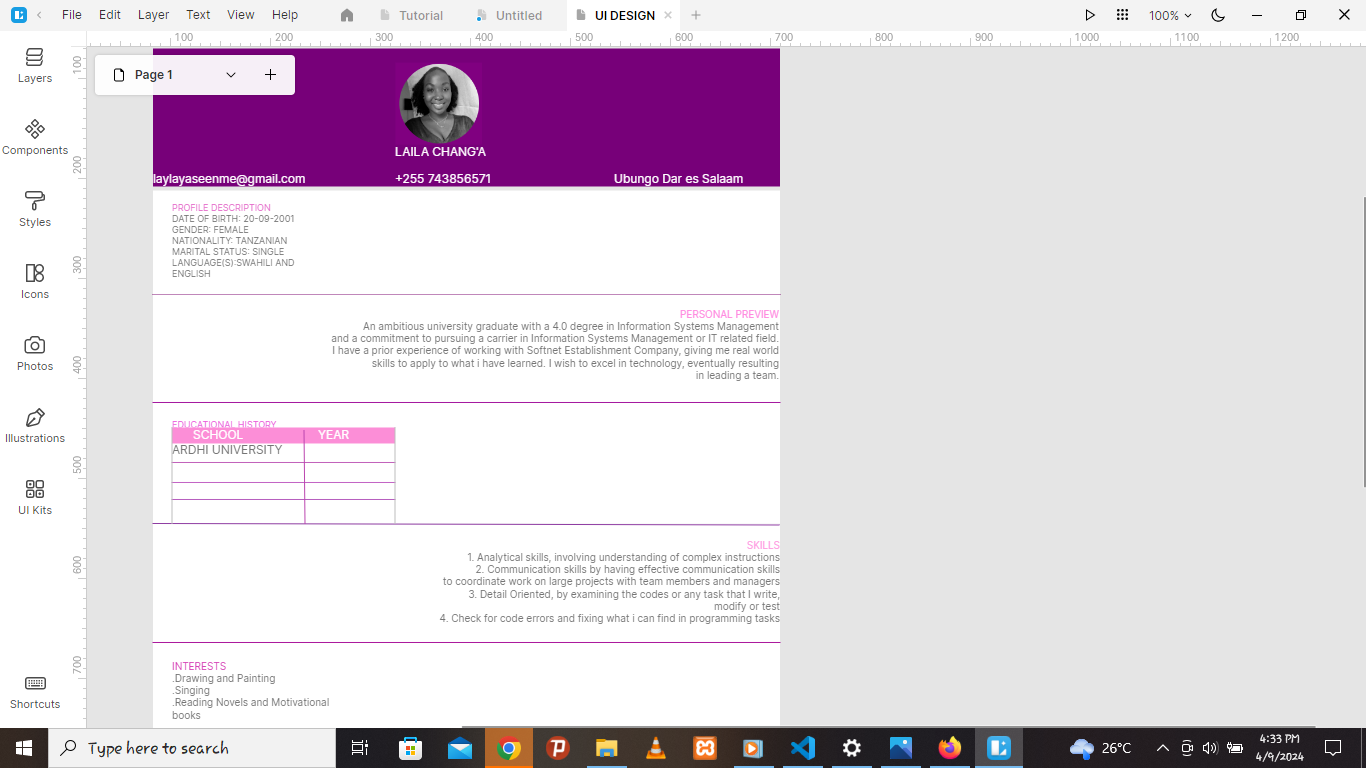 File Edit Layer Text View Help Tutorial Untitled UI DESIGN 100%
100 200 300 400 500 600 700 800 900 1000 1100 1200
Page 1
Layers
Components
Styles
Icons
Photos
Illustrations
UI Kits
Shortcuts
100
200
300
400
500
600
700
LAILA CHANG'A
laylayaseenme@gmail.com +255 743856571 Ubungo Dar es Salaam
PROFILE DESCRIPTION
DATE OF BIRTH: 20-09-2001
GENDER: FEMALE
NATIONALITY: TANZANIAN
MARITAL STATUS: SINGLE
LANGUAGE(S):SWAHILI AND
ENGLISH
PERSONAL PREVIEW
An ambitious university graduate with a 4.0 degree in Information Systems Management
and a commitment to pursuing a carrier in Information Systems Management or IT related field.
I have a prior experience of working with Softnet Establishment Company, giving me real world
skills to apply to what i have learned. I wish to excel in technology, eventually resulting
in leading a team.
EDUCATIONAL HISTORY
SCHOOL YEAR
ARDHI UNIVERSITY
SKILLS
1. Analytical skills, involving understanding of complex instructions
2. Communication skills by having effective communication skills
to coordinate work on large projects with team members and managers
3. Detail Oriented, by examining the codes or any task that I write,
modify or test
4. Check for code errors and fixing what i can find in programming tasks
INTERESTS
.Drawing and Painting
.Singing
.Reading Novels and Motivational
books
Type here to search
26°C
4:33 PM
4/9/2024